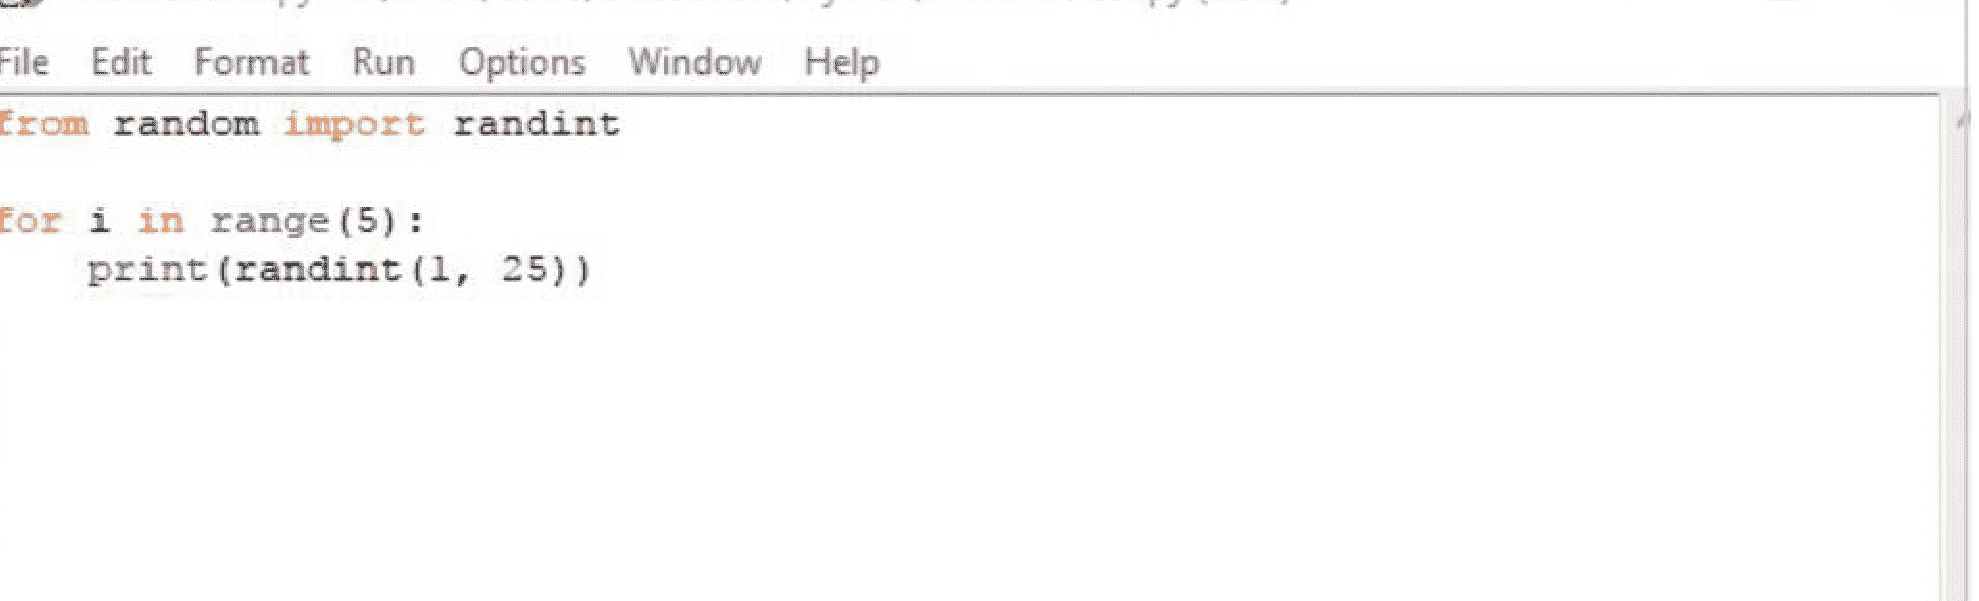 File Edit Format Run Options Window Help
from random import randint
for i in range(5):
    print(randint(1, 25))